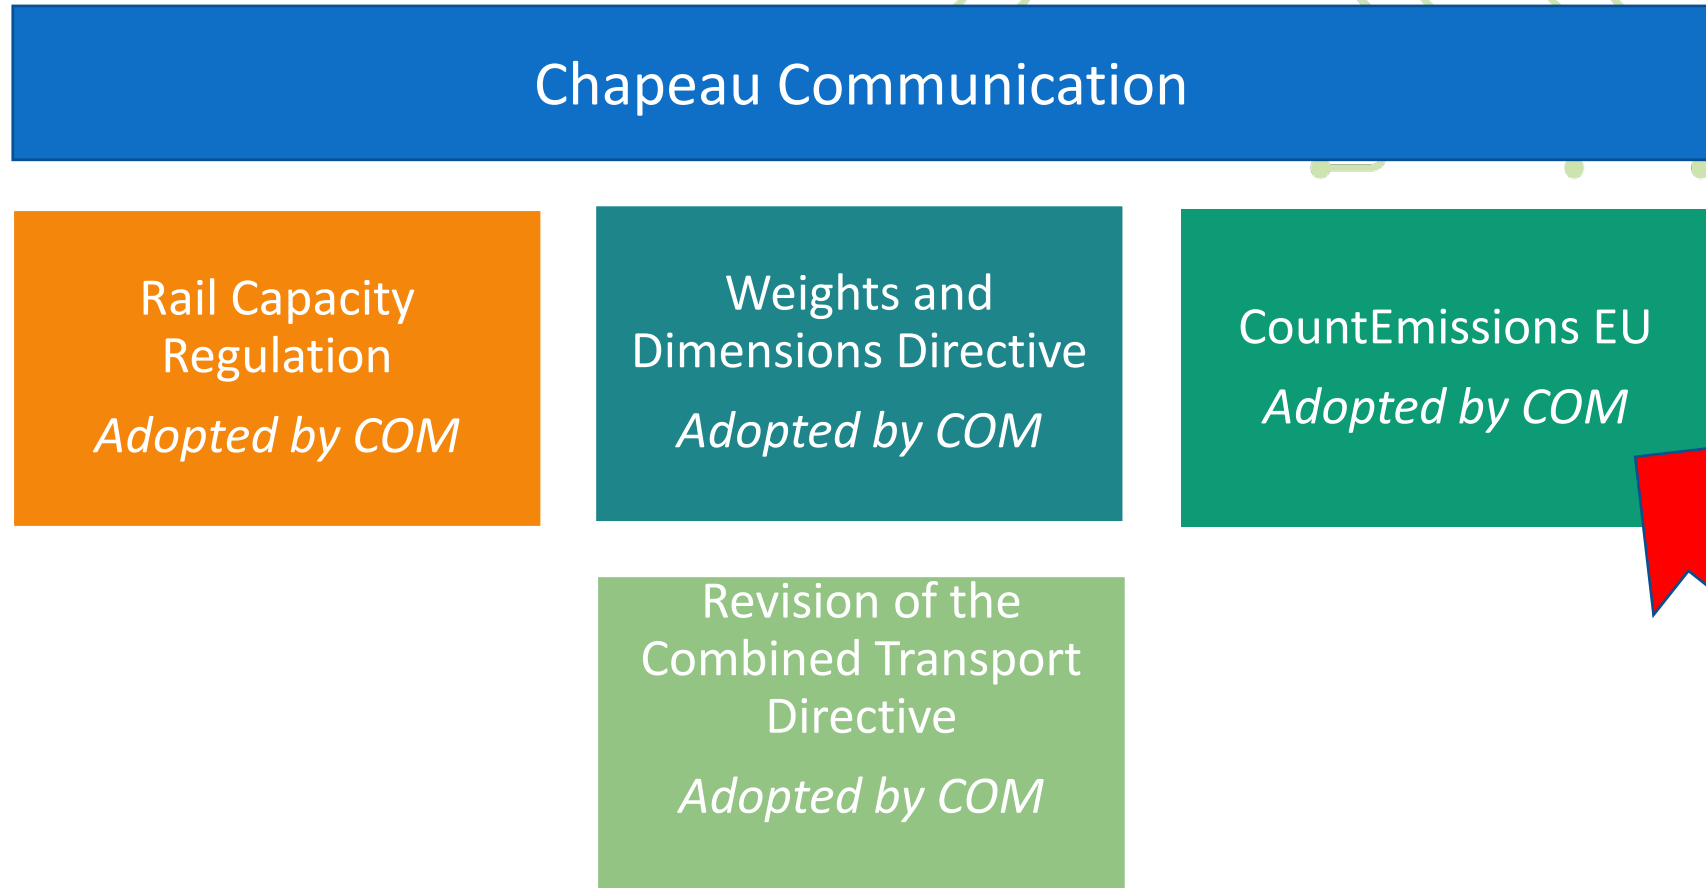 Chapeau Communication
Rail Capacity
Regulation
Adopted by COM
Weights and
Dimensions Directive
Adopted by COM
CountEmissions EU
Adopted by COM
Revision of the
Combined Transport
Directive
Adopted by COM